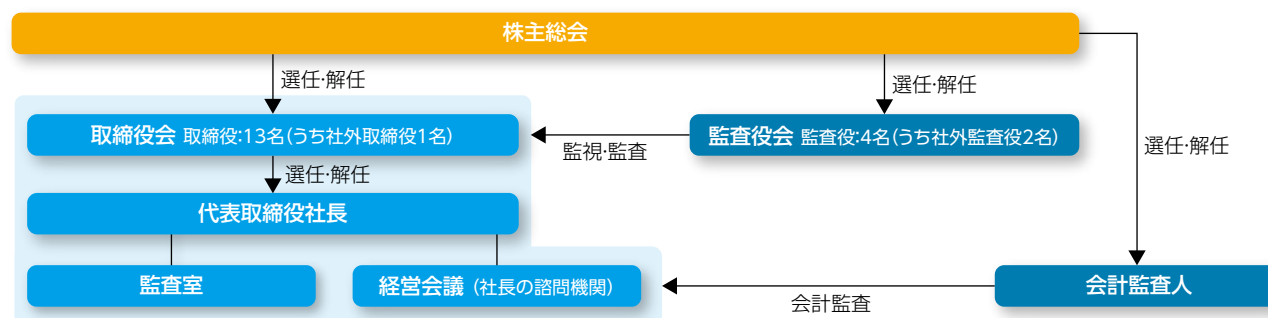 株主総会
選任・解任
選任・解任
取締役会 取締役:13名(うち社外取締役1名)
監査役会 監査役:4名(うち社外監査役2名)
監視・監査
選任・解任
選任・解任
代表取締役社長
監査室
経営会議 (社長の諮問機関)
会計監査人
会計監査